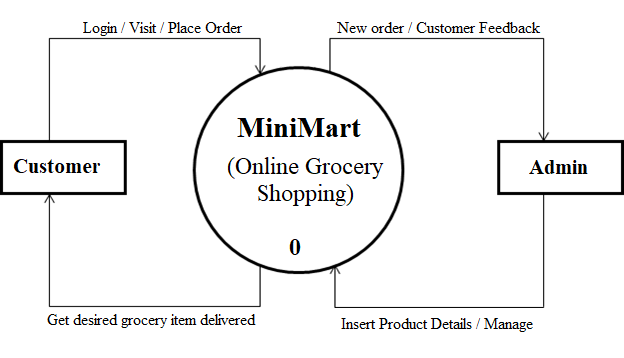 Login / Visit / Place Order
New order / Customer Feedback
MiniMart
(Online Grocery
Shopping)
0
Customer
Admin
Get desired grocery item delivered
Insert Product Details / Manage